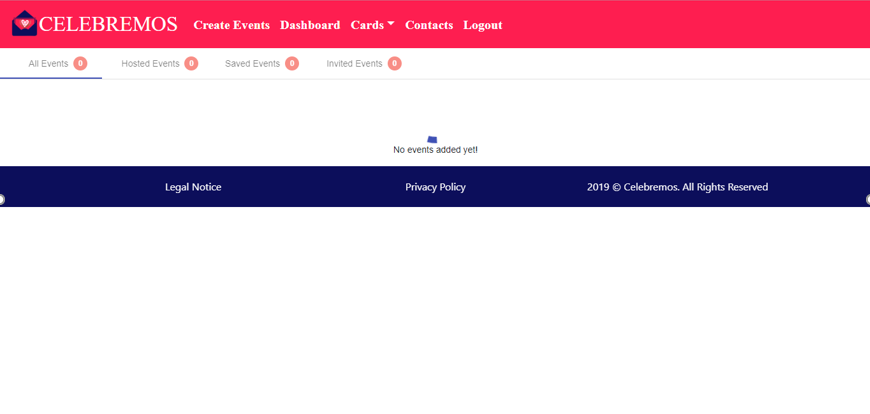 CELEBREMOS Create Events Dashboard Cards Contacts Logout
All Events 0 Hosted Events 0 Saved Events 0 Invited Events 0
No events added yet!
Legal Notice Privacy Policy 2019 © Celebremos. All Rights Reserved